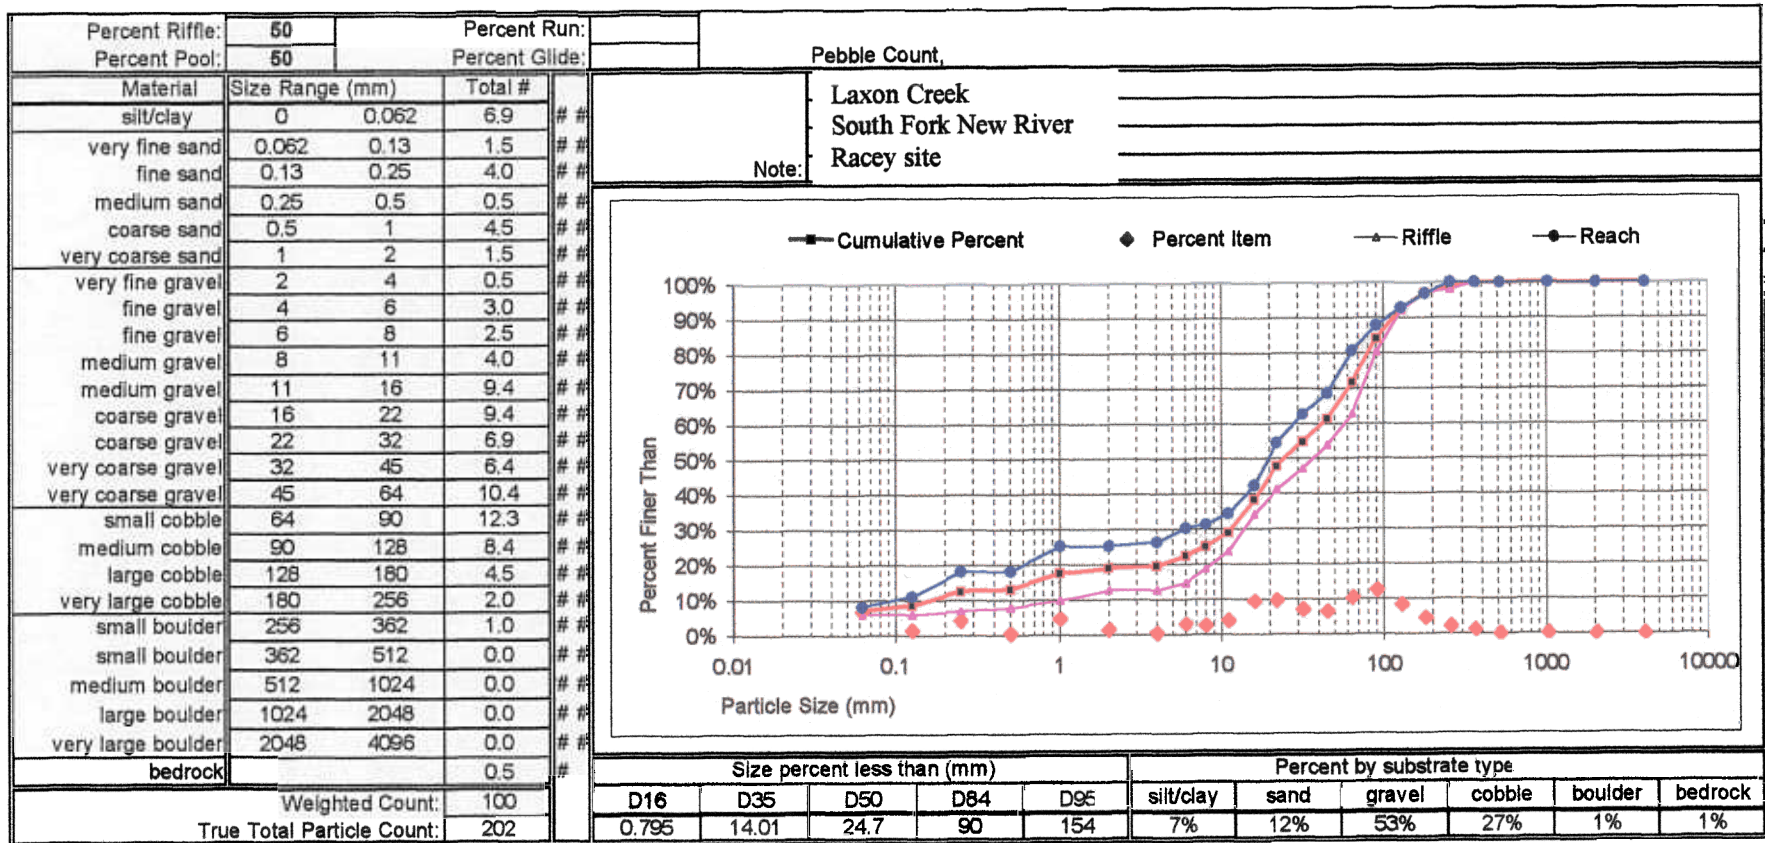 Percent Riffle: 50 Percent Run:
Percent Pool: 50 Percent Glide:
Pebble Count,
Material Size Range (mm) Total #
silt/clay 0 0.062 6.9 # #
very fine sand 0.062 0.13 1.5 # #
fine sand 0.13 0.25 4.0 # #
medium sand 0.25 0.5 0.5 # #
coarse sand 0.5 1 4.5 # #
very coarse sand 1 2 1.5 # #
very fine gravel 2 4 0.5 # #
fine gravel 4 6 3.0 # #
fine gravel 6 8 2.5 # #
medium gravel 8 11 4.0 # #
medium gravel 11 16 9.4 # #
coarse gravel 16 22 9.4 # #
coarse gravel 22 32 6.9 # #
very coarse gravel 32 45 6.4 # #
very coarse gravel 45 64 10.4 # #
small cobble 64 90 12.3 # #
medium cobble 90 128 8.4 # #
large cobble 128 180 4.5 # #
very large cobble 180 256 2.0 # #
small boulder 256 362 1.0 # #
small boulder 362 512 0.0 # #
medium boulder 512 1024 0.0 # #
large boulder 1024 2048 0.0 # #
very large boulder 2048 4096 0.0 # #
bedrock 0.5 #
Weighted Count: 100
True Total Particle Count: 202
Laxon Creek
South Fork New River
Note: Racey site
Cumulative Percent Percent Item Riffle Reach
Percent Finer Than
100%
90%
80%
70%
60%
50%
40%
30%
20%
10%
0%
0.01 0.1 1 10 100 1000 10000
Particle Size (mm)
Size percent less than (mm) Percent by substrate type
D16 D35 D50 D84 D95 silt/clay sand gravel cobble boulder bedrock
0.795 14.01 24.7 90 154 7% 12% 53% 27% 1% 1%